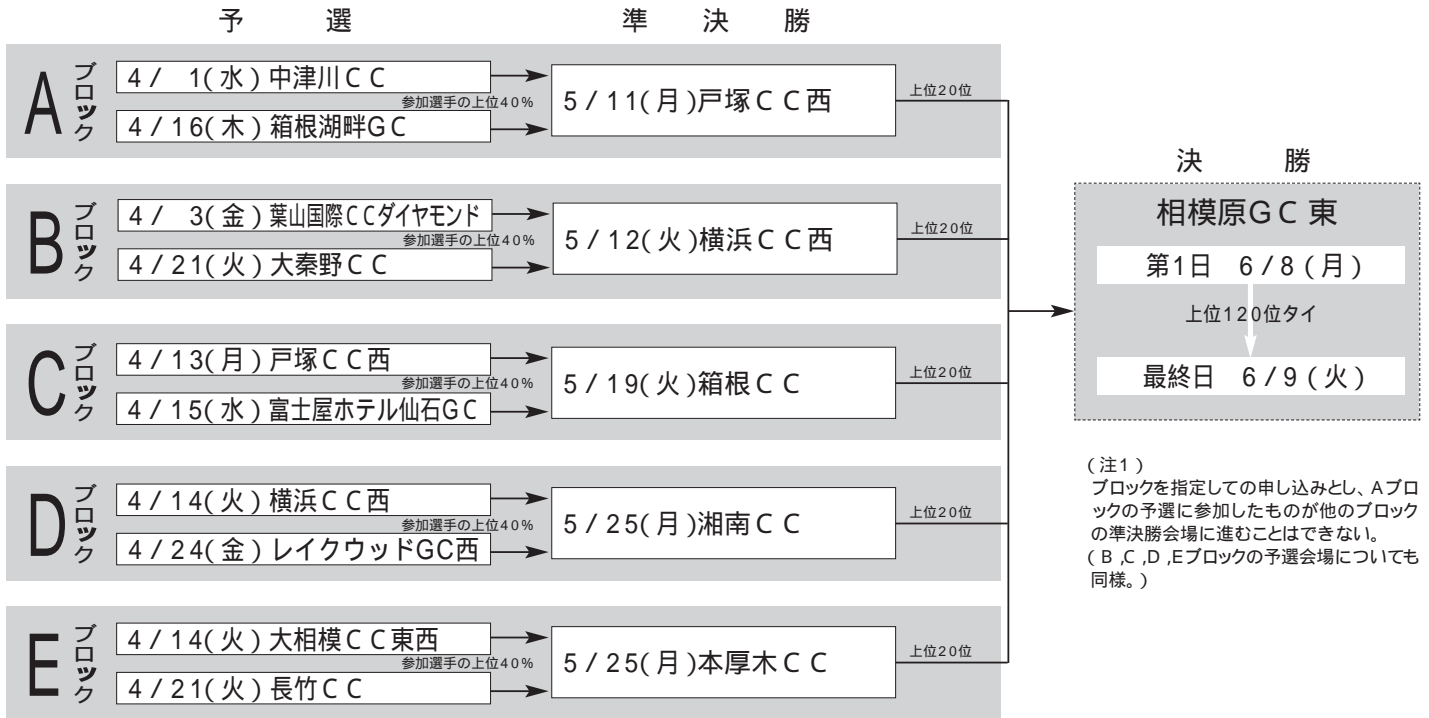 予選
準決勝
Aブロック
4/1(水)中津川CC
参加選手の上位40%
4/16(木)箱根湖畔GC
5/11(月)戸塚CC西
上位20位
Bブロック
4/3(金)葉山国際CCダイヤモンド
参加選手の上位40%
4/21(火)大秦野CC
5/12(火)横浜CC西
上位20位
Cブロック
4/13(月)戸塚CC西
参加選手の上位40%
4/15(水)富士屋ホテル仙石GC
5/19(火)箱根CC
上位20位
Dブロック
4/14(火)横浜CC西
参加選手の上位40%
4/24(金)レイクウッドGC西
5/25(月)湘南CC
上位20位
Eブロック
4/14(火)大相模CC東西
参加選手の上位40%
4/21(火)長竹CC
5/25(月)本厚木CC
上位20位
決勝
相模原GC東
第1日 6/8(月)
上位120位タイ
最終日 6/9(火)
(注1)
ブロックを指定しての申し込みとし、Aブロ
ックの予選に参加したものが他のブロック
の準決勝会場に進むことはできない。
(B,C,D,Eブロックの予選会場についても
同様。)